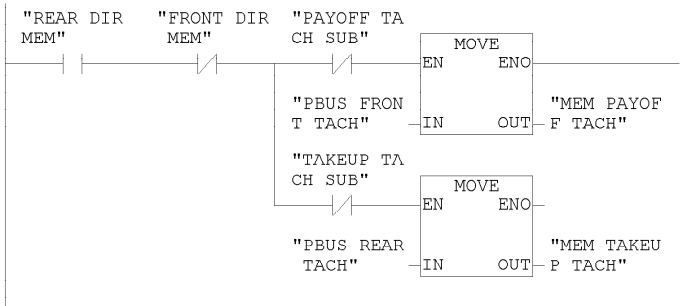 "REAR DIR MEM"
"FRONT DIR MEM"
"PAYOFF TA
CH SUB"
MOVE
EN ENO
"PBUS FRON
T TACH"
IN OUT
"MEM PAYOF
F TACH"
"TAKEUP TA
CH SUB"
MOVE
EN ENO
"PBUS REAR
TACH"
IN OUT
"MEM TAKEU
P TACH"